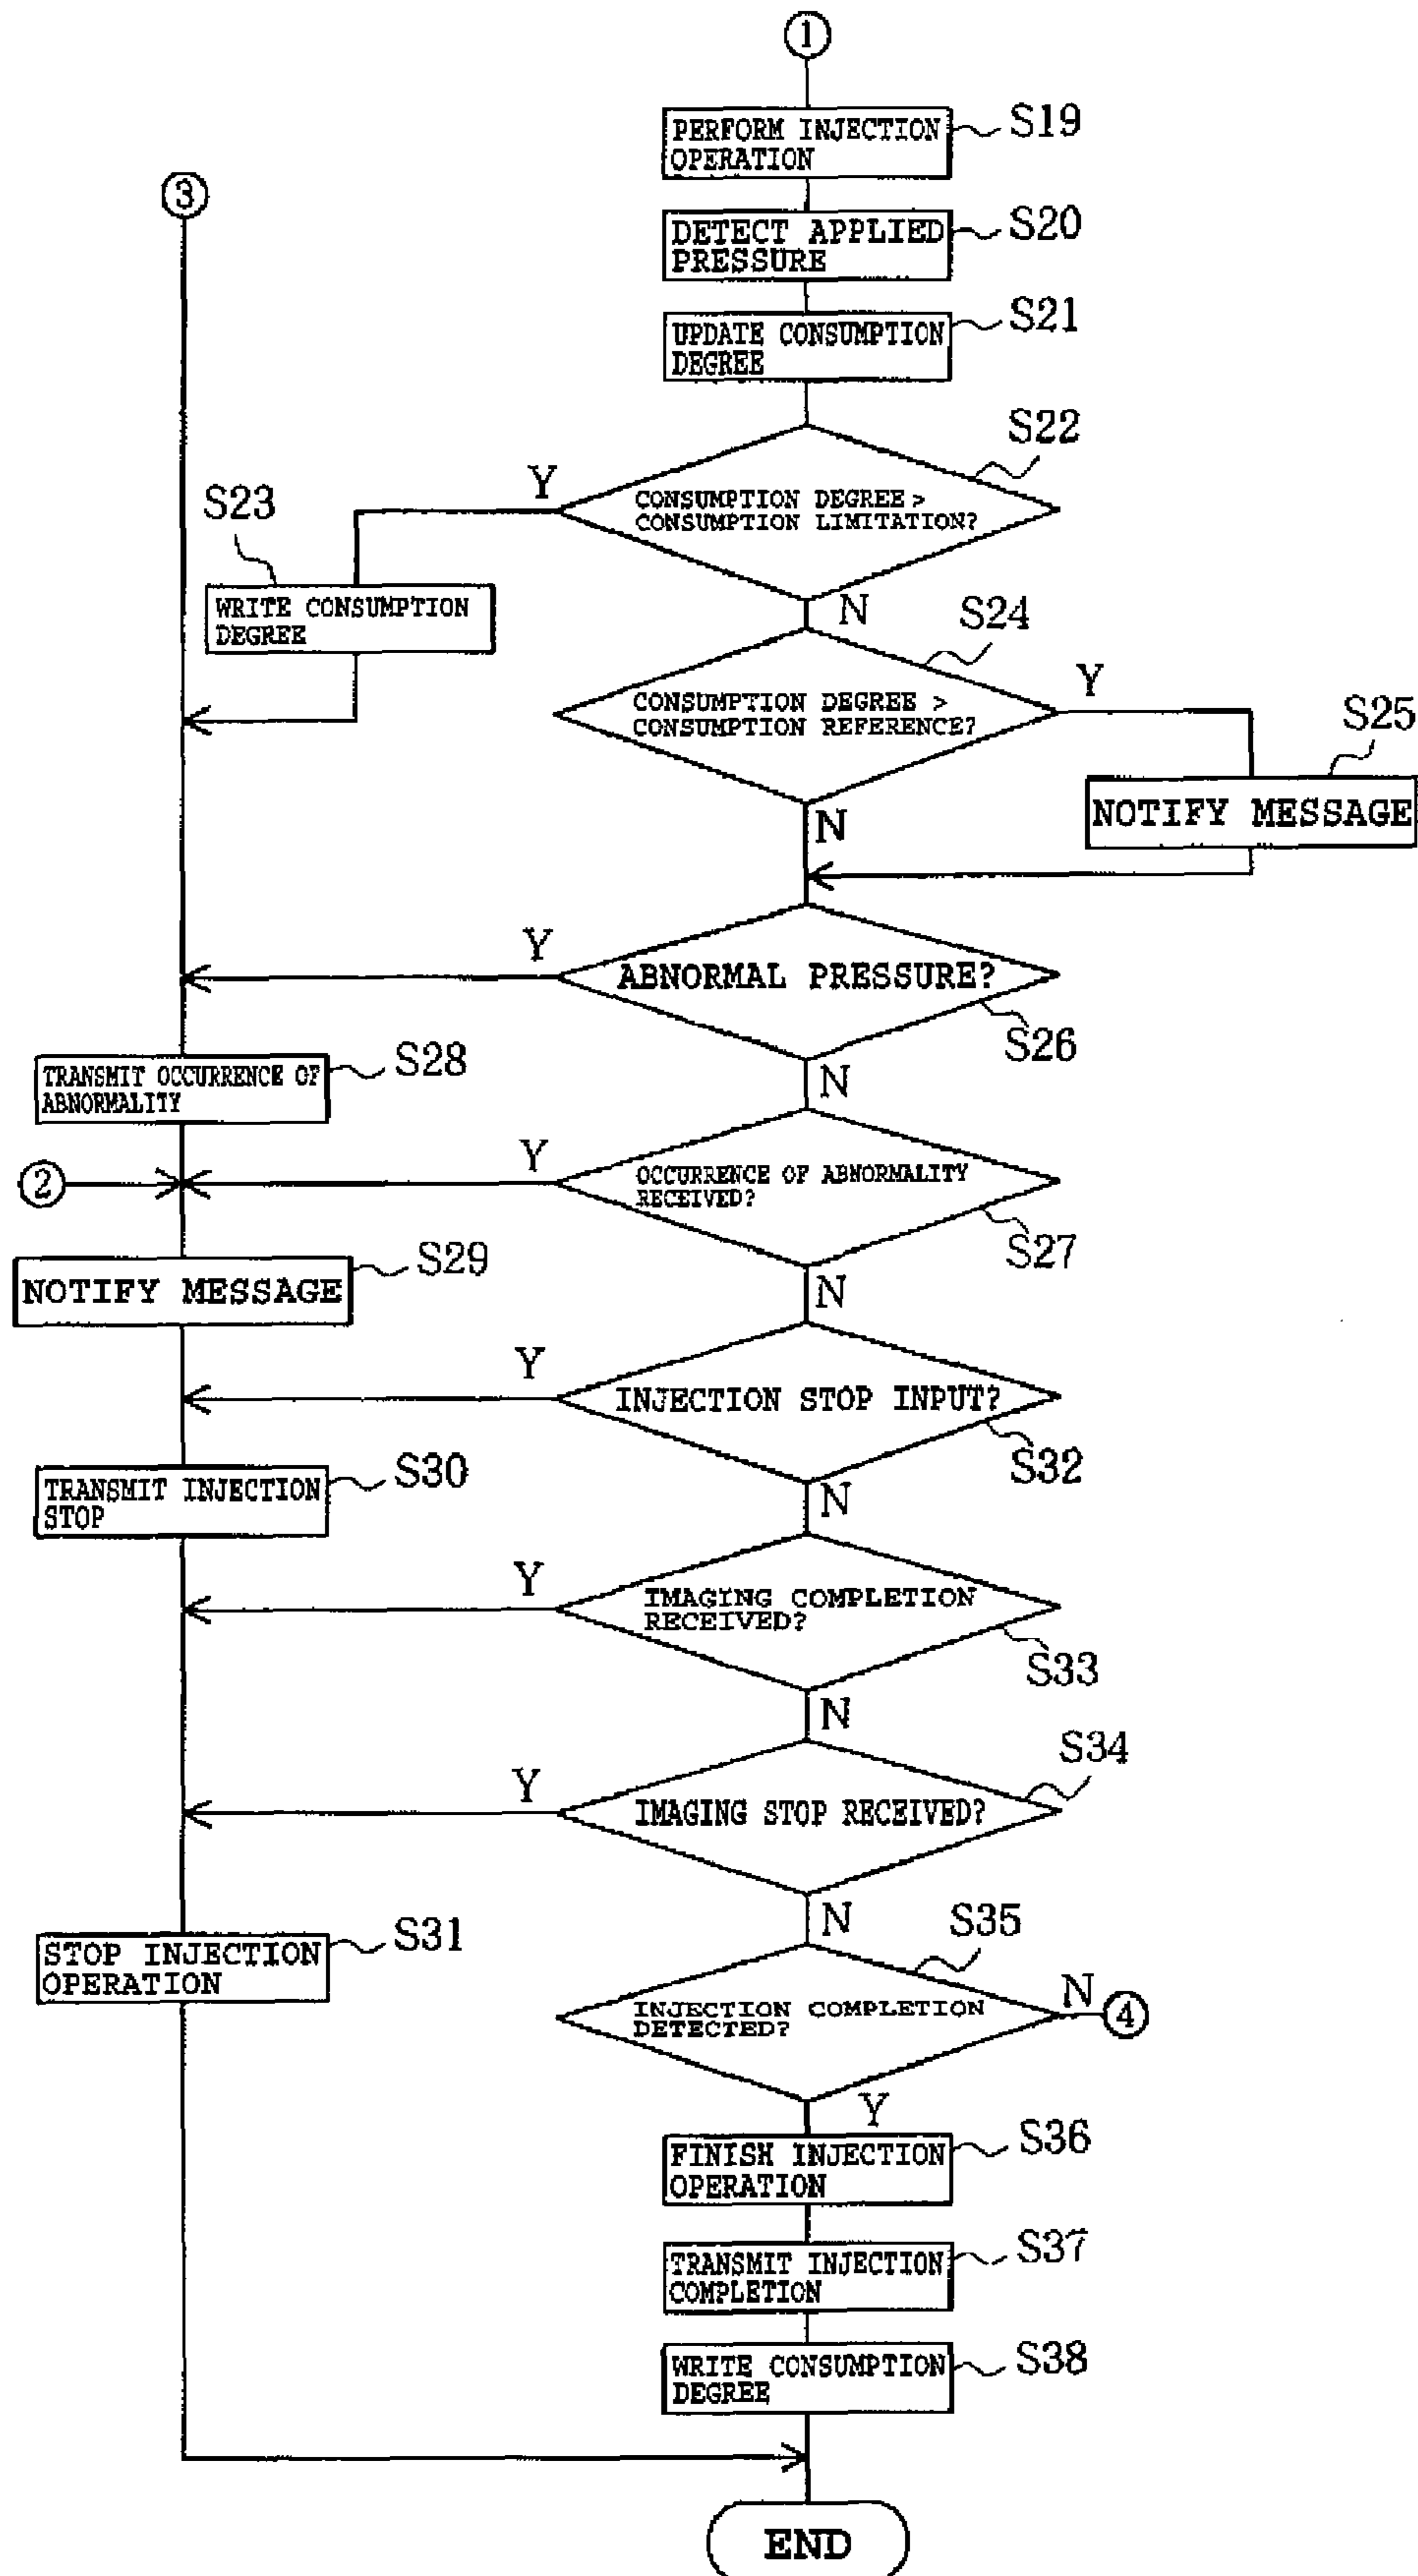 ①
PERFORM INJECTION
OPERATION
S19
③
DETECT APPLIED
PRESSURE
S20
UPDATE CONSUMPTION
DEGREE
S21
S22
Y
CONSUMPTION DEGREE >
CONSUMPTION LIMITATION?
S23
WRITE CONSUMPTION
DEGREE
N
S24
CONSUMPTION DEGREE >
CONSUMPTION REFERENCE?
Y
S25
NOTIFY MESSAGE
N
Y
ABNORMAL PRESSURE?
S26
TRANSMIT OCCURRENCE OF
ABNORMALITY
S28
N
②
Y
OCCURRENCE OF ABNORMALITY
RECEIVED?
S27
NOTIFY MESSAGE
S29
N
Y
INJECTION STOP INPUT?
S32
TRANSMIT INJECTION
STOP
S30
N
Y
IMAGING COMPLETION
RECEIVED?
S33
N
S34
Y
IMAGING STOP RECEIVED?
N
S35
STOP INJECTION
OPERATION
S31
INJECTION COMPLETION
DETECTED?
N
④
Y
FINISH INJECTION
OPERATION
S36
TRANSMIT INJECTION
COMPLETION
S37
WRITE CONSUMPTION
DEGREE
S38
END